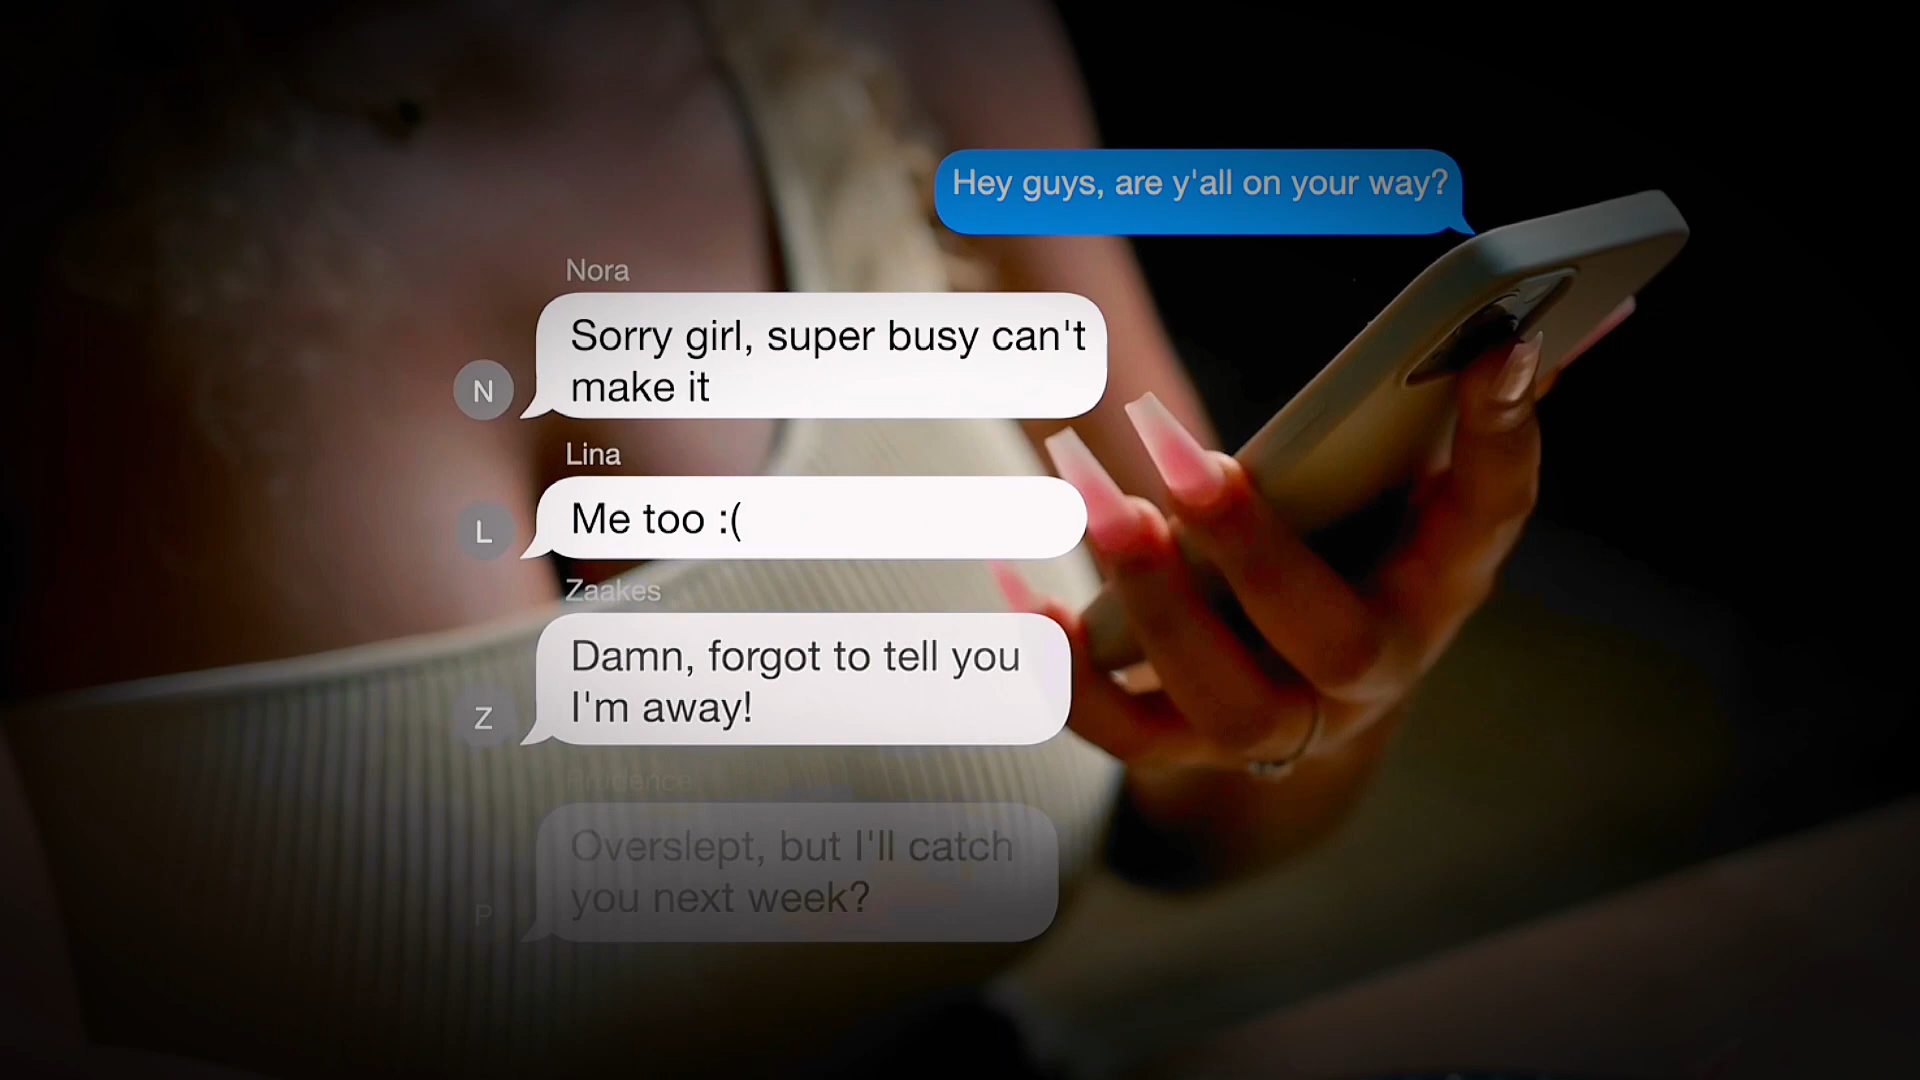 Hey guys, are y'all on your way?
Nora
Sorry girl, super busy can't
make it
N
Lina
Me too :(
L
Zaakes
Damn, forgot to tell you
I'm away!
Z
Prudence
Overslept, but I'll catch
you next week?
P